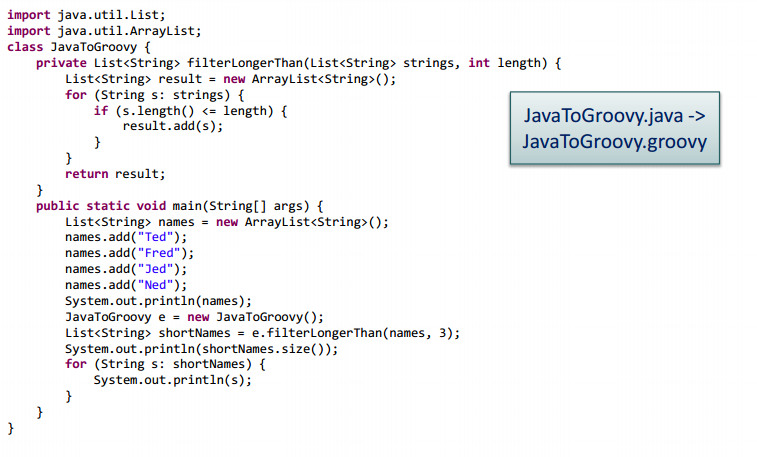 import java.util.List;
import java.util.ArrayList;
class JavaToGroovy {
    private List<String> filterLongerThan(List<String> strings, int length) {
        List<String> result = new ArrayList<String>();
        for (String s: strings) {
            if (s.length() <= length) {
                result.add(s);
            }
        }
        return result;
    }
    public static void main(String[] args) {
        List<String> names = new ArrayList<String>();
        names.add("Ted");
        names.add("Fred");
        names.add("Jed");
        names.add("Ned");
        System.out.println(names);
        JavaToGroovy e = new JavaToGroovy();
        List<String> shortNames = e.filterLongerThan(names, 3);
        System.out.println(shortNames.size());
        for (String s: shortNames) {
            System.out.println(s);
        }
    }
}
JavaToGroovy.java ->
JavaToGroovy.groovy